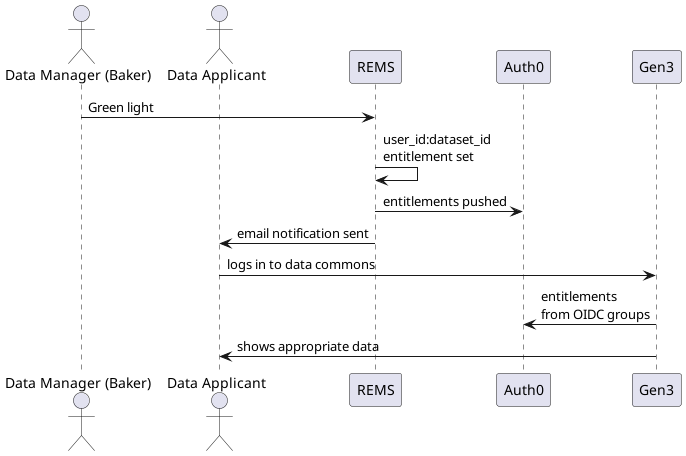 Data Manager (Baker)
Data Applicant
REMS
Auth0
Gen3
Green light
user_id:dataset_id
entitlement set
entitlements pushed
email notification sent
logs in to data commons
entitlements
from OIDC groups
shows appropriate data
Data Manager (Baker)
Data Applicant
REMS
Auth0
Gen3